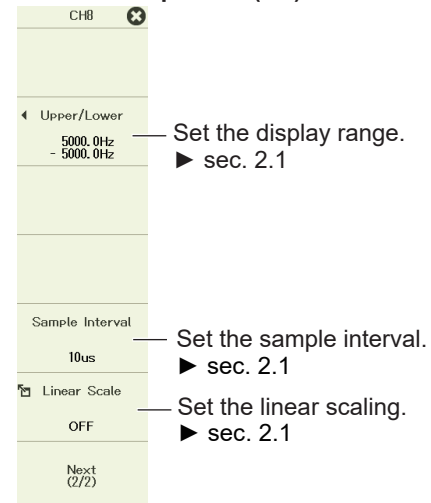 CH8
Upper/Lower
5000.0Hz
- 5000.0Hz
Set the display range.
► sec. 2.1
Sample Interval
10us
Set the sample interval.
► sec. 2.1
Linear Scale
OFF
Set the linear scaling.
► sec. 2.1
Next
(2/2)